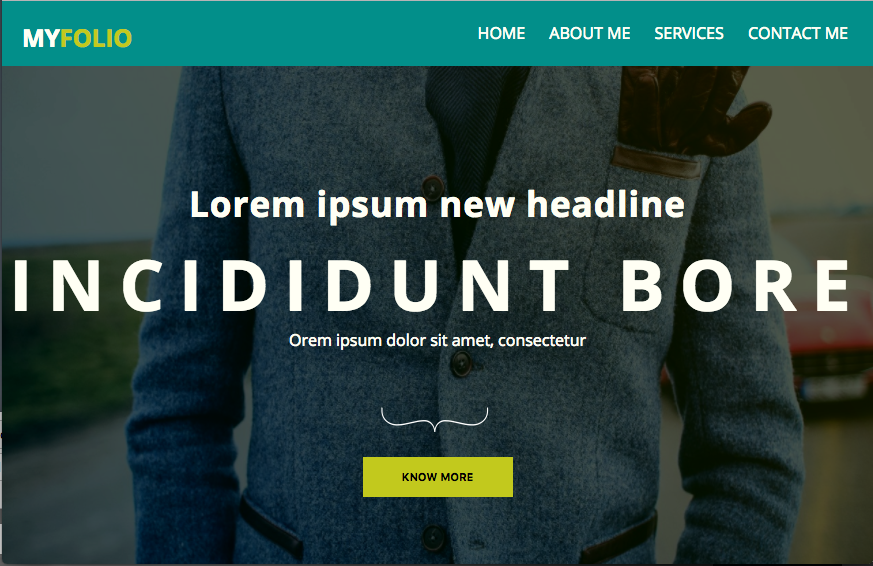 MYFOLIO
HOME ABOUT ME SERVICES CONTACT ME
Lorem ipsum new headline
INCIDIDUNT BORE
Orem ipsum dolor sit amet, consectetur
KNOW MORE